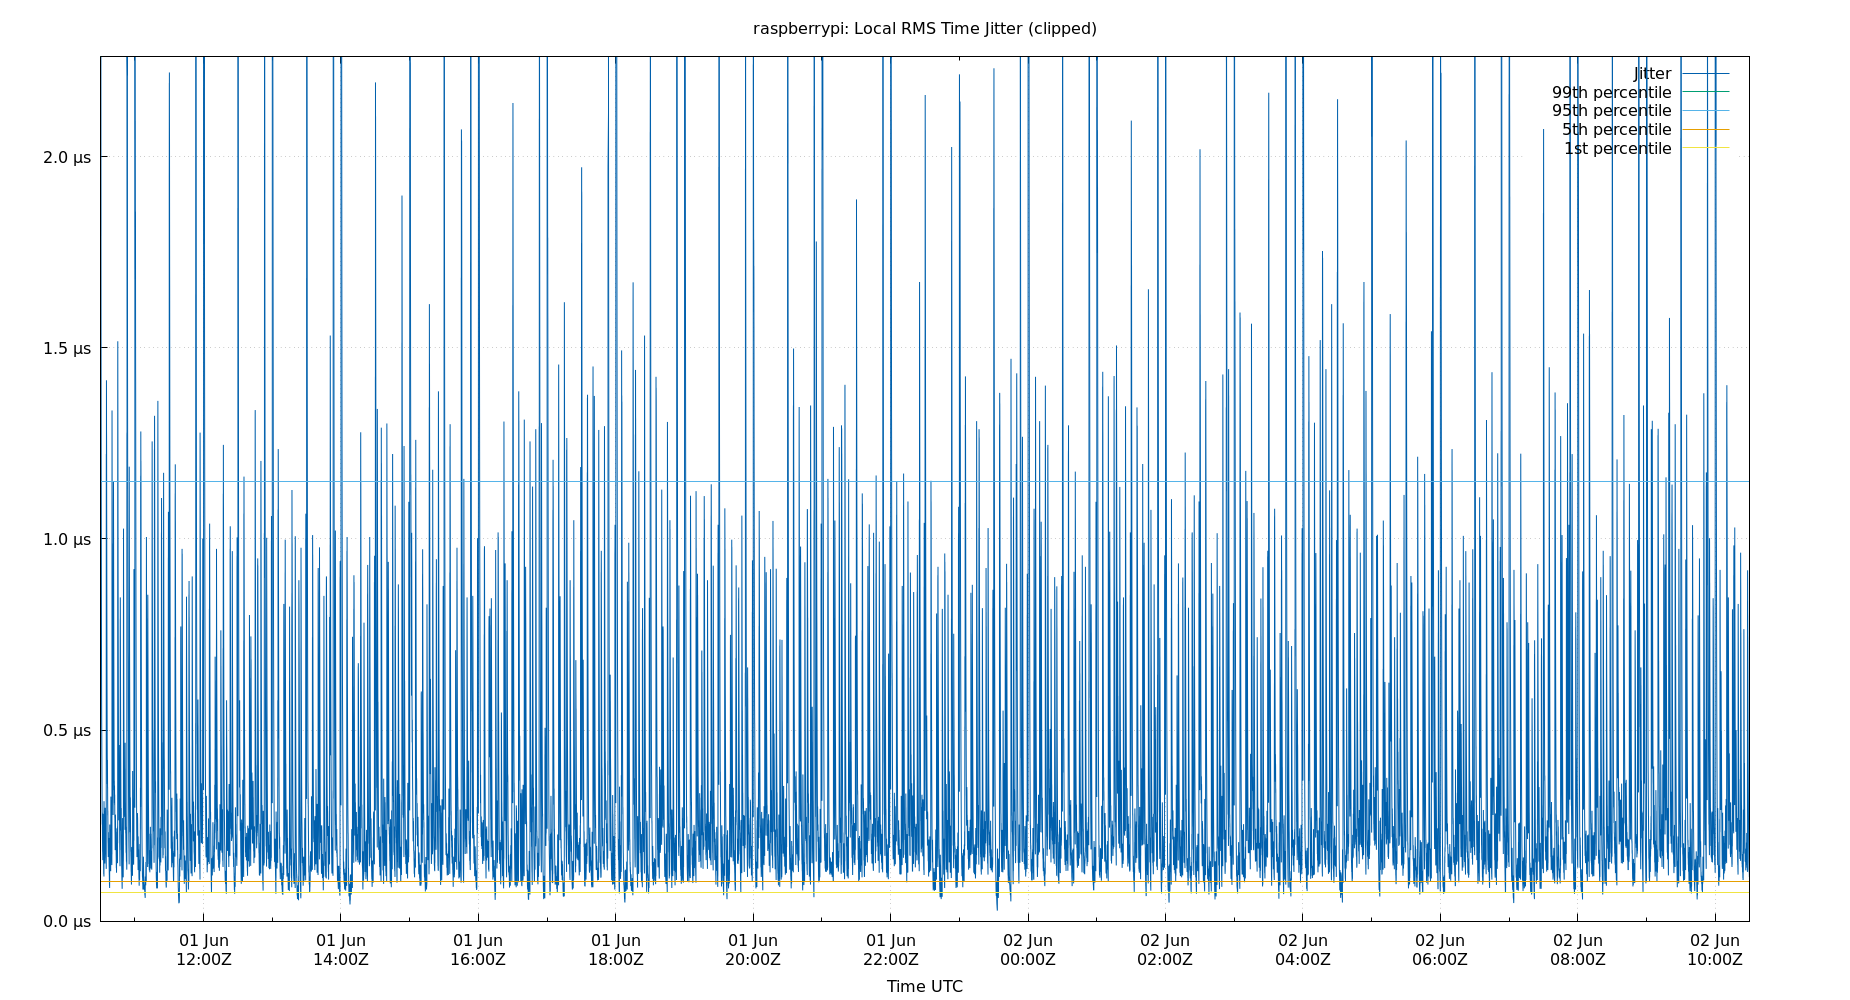 raspberrypi: Local RMS Time Jitter (clipped)
Jitter
99th percentile
95th percentile
5th percentile
1st percentile
2.0 μs
1.5 μs
1.0 μs
0.5 μs
0.0 μs
01 Jun 01 Jun 01 Jun 01 Jun 01 Jun 01 Jun 02 Jun 02 Jun 02 Jun 02 Jun 02 Jun 02 Jun
12:00Z 14:00Z 16:00Z 18:00Z 20:00Z 22:00Z 00:00Z 02:00Z 04:00Z 06:00Z 08:00Z 10:00Z
Time UTC